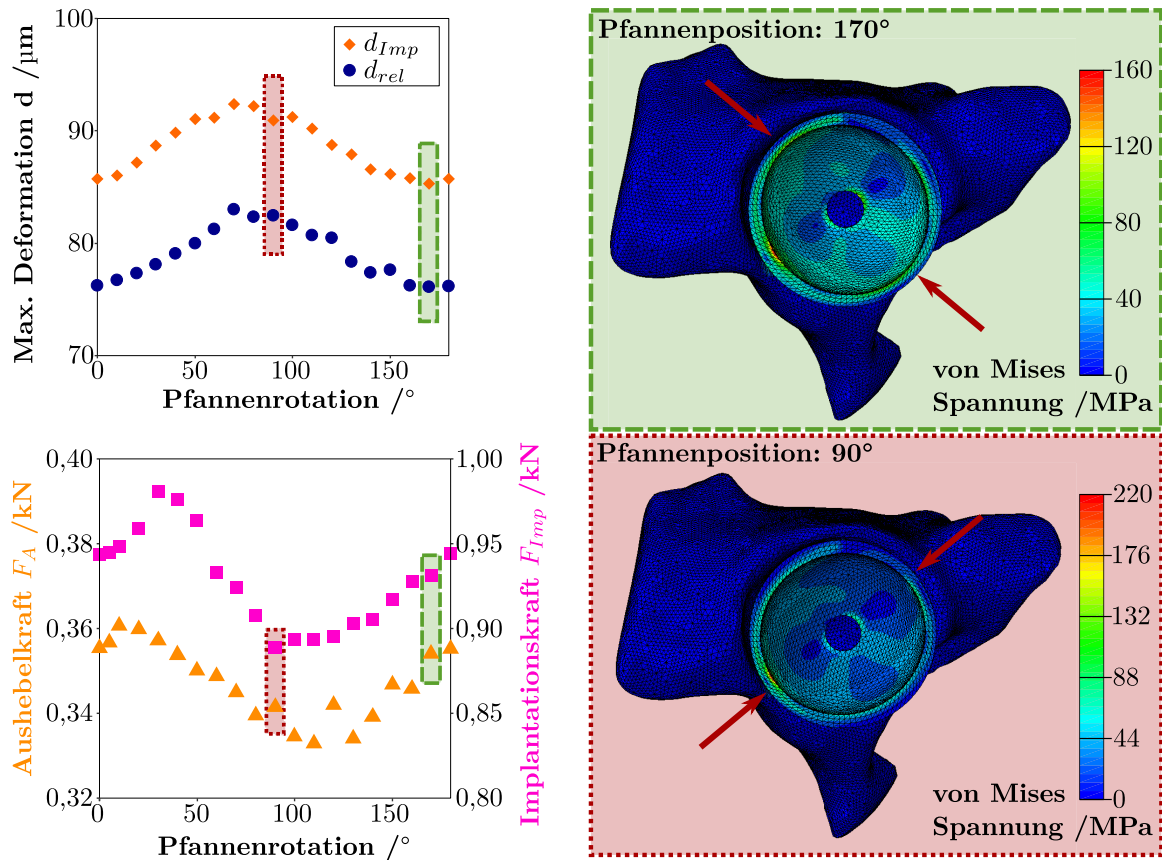 100
90
80
70
Max. Deformation d /µm
d_Imp
d_rel
0
50
100
150
Pfannenrotation /°
Pfannenposition: 170°
160
120
80
40
0
von Mises
Spannung /MPa
0,40
0,38
0,36
0,34
0,32
Aushebelkraft F_A /kN
1,00
0,95
0,90
0,85
0,80
Implantationskraft F_Imp /kN
0
50
100
150
Pfannenrotation /°
Pfannenposition: 90°
220
176
132
88
44
0
von Mises
Spannung /MPa